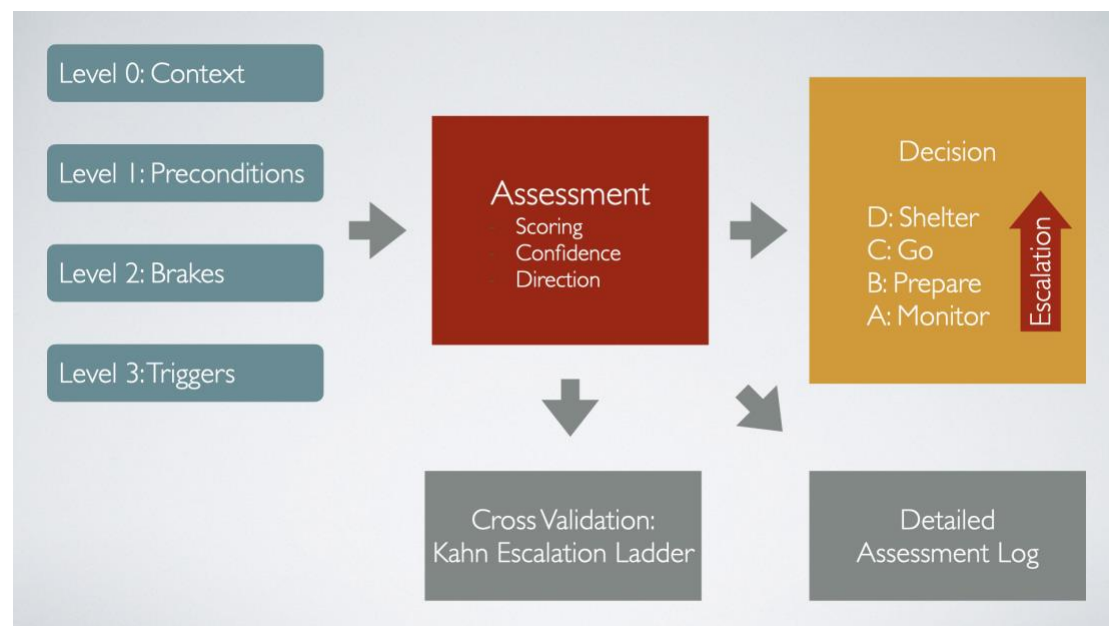 Level 0: Context
Level 1: Preconditions
Level 2: Brakes
Level 3: Triggers
Assessment
- Scoring
- Confidence
- Direction
Decision
D: Shelter
C: Go
B: Prepare
A: Monitor
Escalation
Cross Validation:
Kahn Escalation Ladder
Detailed
Assessment Log